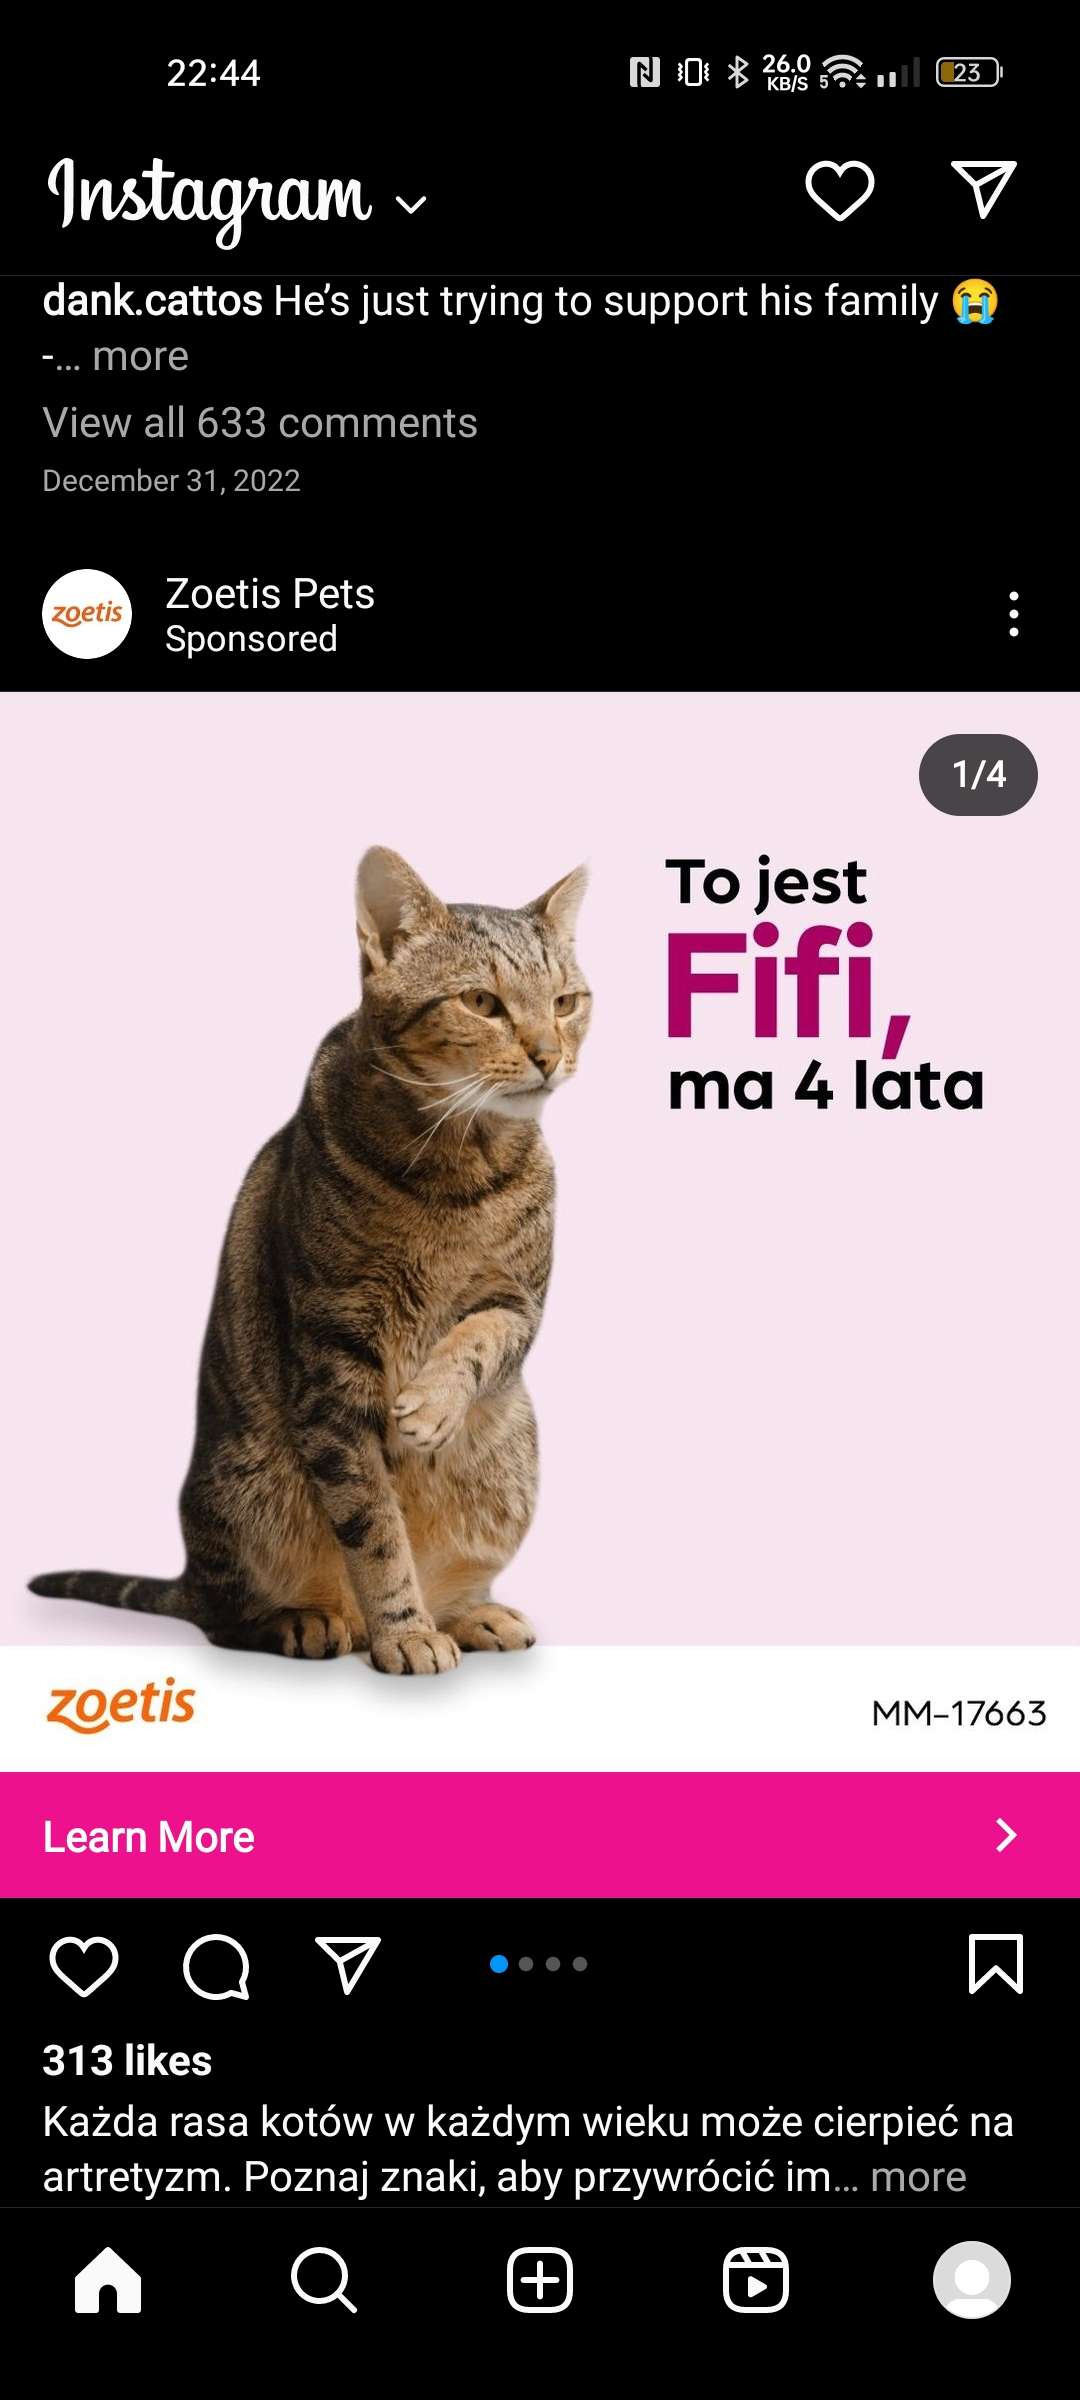 22:44
26.0
KB/S
5
23
Instagram
dank.cattos He’s just trying to support his family 😭
-... more
View all 633 comments
December 31, 2022
zoetis
Zoetis Pets
Sponsored
1/4
To jest
Fifi,
ma 4 lata
zoetis
MM-17663
Learn More
313 likes
Każda rasa kotów w każdym wieku może cierpieć na
artretyzm. Poznaj znaki, aby przywrócić im... more